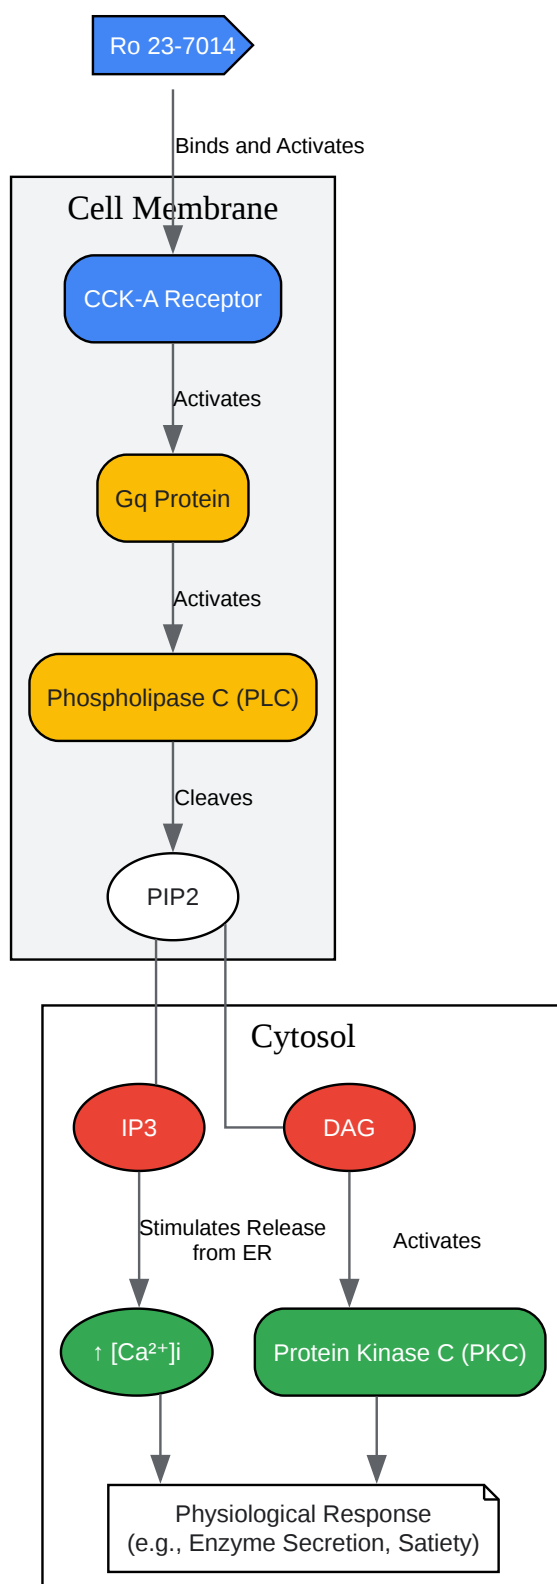 Ro 23-7014
Binds and Activates
Cell Membrane
CCK-A Receptor
Activates
Gq Protein
Activates
Phospholipase C (PLC)
Cleaves
PIP2
Cytosol
IP3
DAG
Stimulates Release
from ER
Activates
↑ [Ca²⁺]i
Protein Kinase C (PKC)
Physiological Response
(e.g., Enzyme Secretion, Satiety)